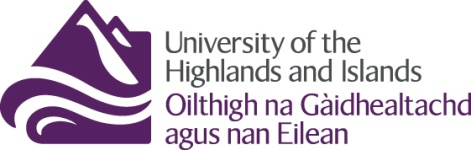 University of the
Highlands and Islands
Oilthigh na Gàidhealtachd
agus nan Eilean